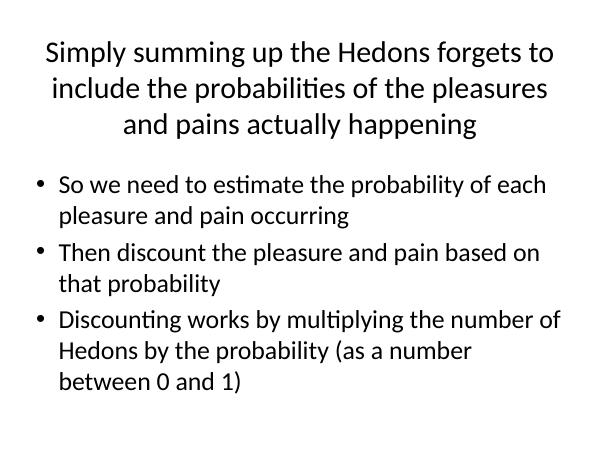 Simply summing up the Hedons forgets to
include the probabilities of the pleasures
and pains actually happening
• So we need to estimate the probability of each
pleasure and pain occurring
• Then discount the pleasure and pain based on
that probability
• Discounting works by multiplying the number of
Hedons by the probability (as a number
between 0 and 1)